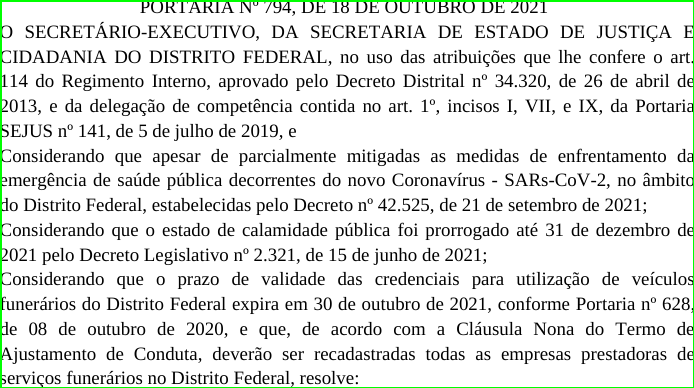 PORTARIA Nº 794, DE 18 DE OUTUBRO DE 2021
O SECRETÁRIO-EXECUTIVO, DA SECRETARIA DE ESTADO DE JUSTIÇA E
CIDADANIA DO DISTRITO FEDERAL, no uso das atribuições que lhe confere o art.
114 do Regimento Interno, aprovado pelo Decreto Distrital nº 34.320, de 26 de abril de
2013, e da delegação de competência contida no art. 1º, incisos I, VII, e IX, da Portaria
SEJUS nº 141, de 5 de julho de 2019, e
Considerando que apesar de parcialmente mitigadas as medidas de enfrentamento da
emergência de saúde pública decorrentes do novo Coronavírus - SARs-CoV-2, no âmbito
do Distrito Federal, estabelecidas pelo Decreto nº 42.525, de 21 de setembro de 2021;
Considerando que o estado de calamidade pública foi prorrogado até 31 de dezembro de
2021 pelo Decreto Legislativo nº 2.321, de 15 de junho de 2021;
Considerando que o prazo de validade das credenciais para utilização de veículos
funerários do Distrito Federal expira em 30 de outubro de 2021, conforme Portaria nº 628,
de 08 de outubro de 2020, e que, de acordo com a Cláusula Nona do Termo de
Ajustamento de Conduta, deverão ser recadastradas todas as empresas prestadoras de
serviços funerários no Distrito Federal, resolve: